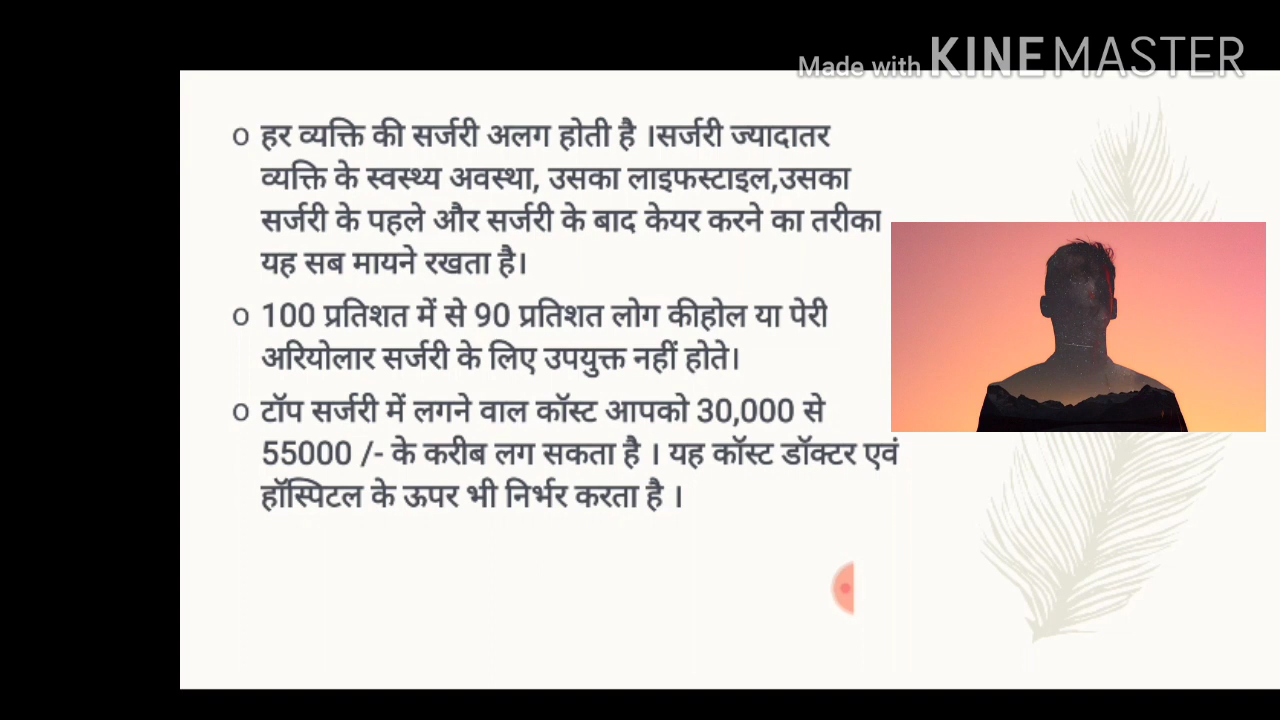 Made with KINEMASTER
o हर व्यक्ति की सर्जरी अलग होती है ।सर्जरी ज्यादातर
व्यक्ति के स्वस्थ्य अवस्था, उसका लाइफस्टाइल,उसका
सर्जरी के पहले और सर्जरी के बाद केयर करने का तरीका
यह सब मायने रखता है।
o 100 प्रतिशत में से 90 प्रतिशत लोग कीहोल या पेरी
अरियोलार सर्जरी के लिए उपयुक्त नहीं होते।
o टॉप सर्जरी में लगने वाल कॉस्ट आपको 30,000 से
55000 /- के करीब लग सकता है । यह कॉस्ट डॉक्टर एवं
हॉस्पिटल के ऊपर भी निर्भर करता है ।